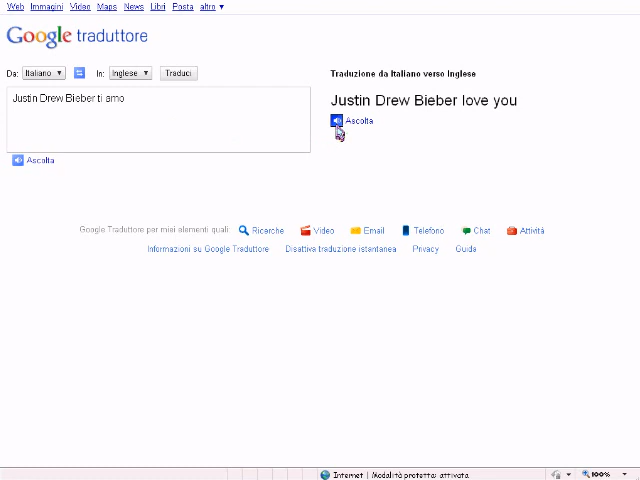 Web Immagini Video Maps News Libri Posta altro ▼
Google traduttore
Da: Italiano ▼ In: Inglese ▼ Traduci
Justin Drew Bieber ti amo
Ascolta
Traduzione da Italiano verso Inglese
Justin Drew Bieber love you
Ascolta
Google Traduttore per miei elementi quali: Ricerche Video Email Telefono Chat Attività
Informazioni su Google Traduttore Disattiva traduzione istantanea Privacy Guida
Internet | Modalità protetta: attivata 100%